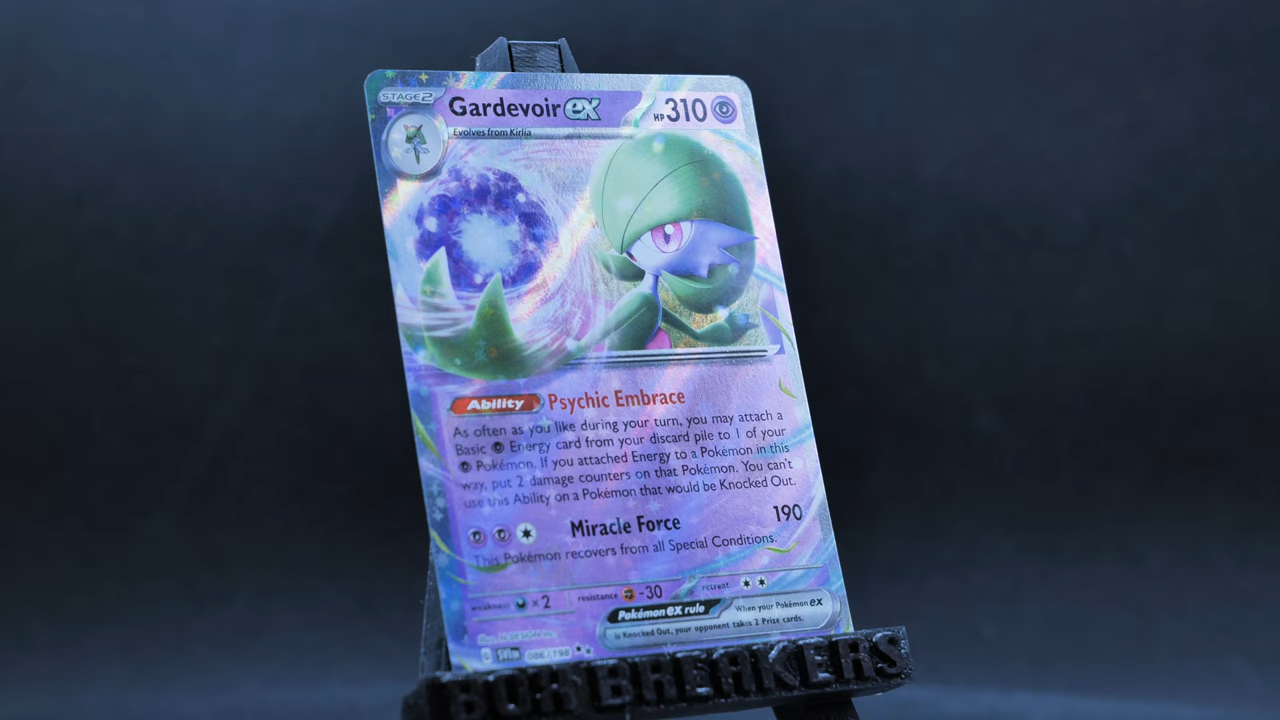 STAGE2
Gardevoir ex
HP 310
Evolves from Kirlia
Ability Psychic Embrace
As often as you like during your turn, you may attach a
Basic Energy card from your discard pile to 1 of your
Pokémon. If you attached Energy to a Pokémon in this
way, put 2 damage counters on that Pokémon. You can't
use this Ability on a Pokémon that would be Knocked Out.
Miracle Force 190
This Pokémon recovers from all Special Conditions.
weakness ×2 resistance -30 retreat
Pokémon ex rule When your Pokémon ex
is Knocked Out, your opponent takes 2 Prize cards.
G SVI EN 086/198
BREAKERS